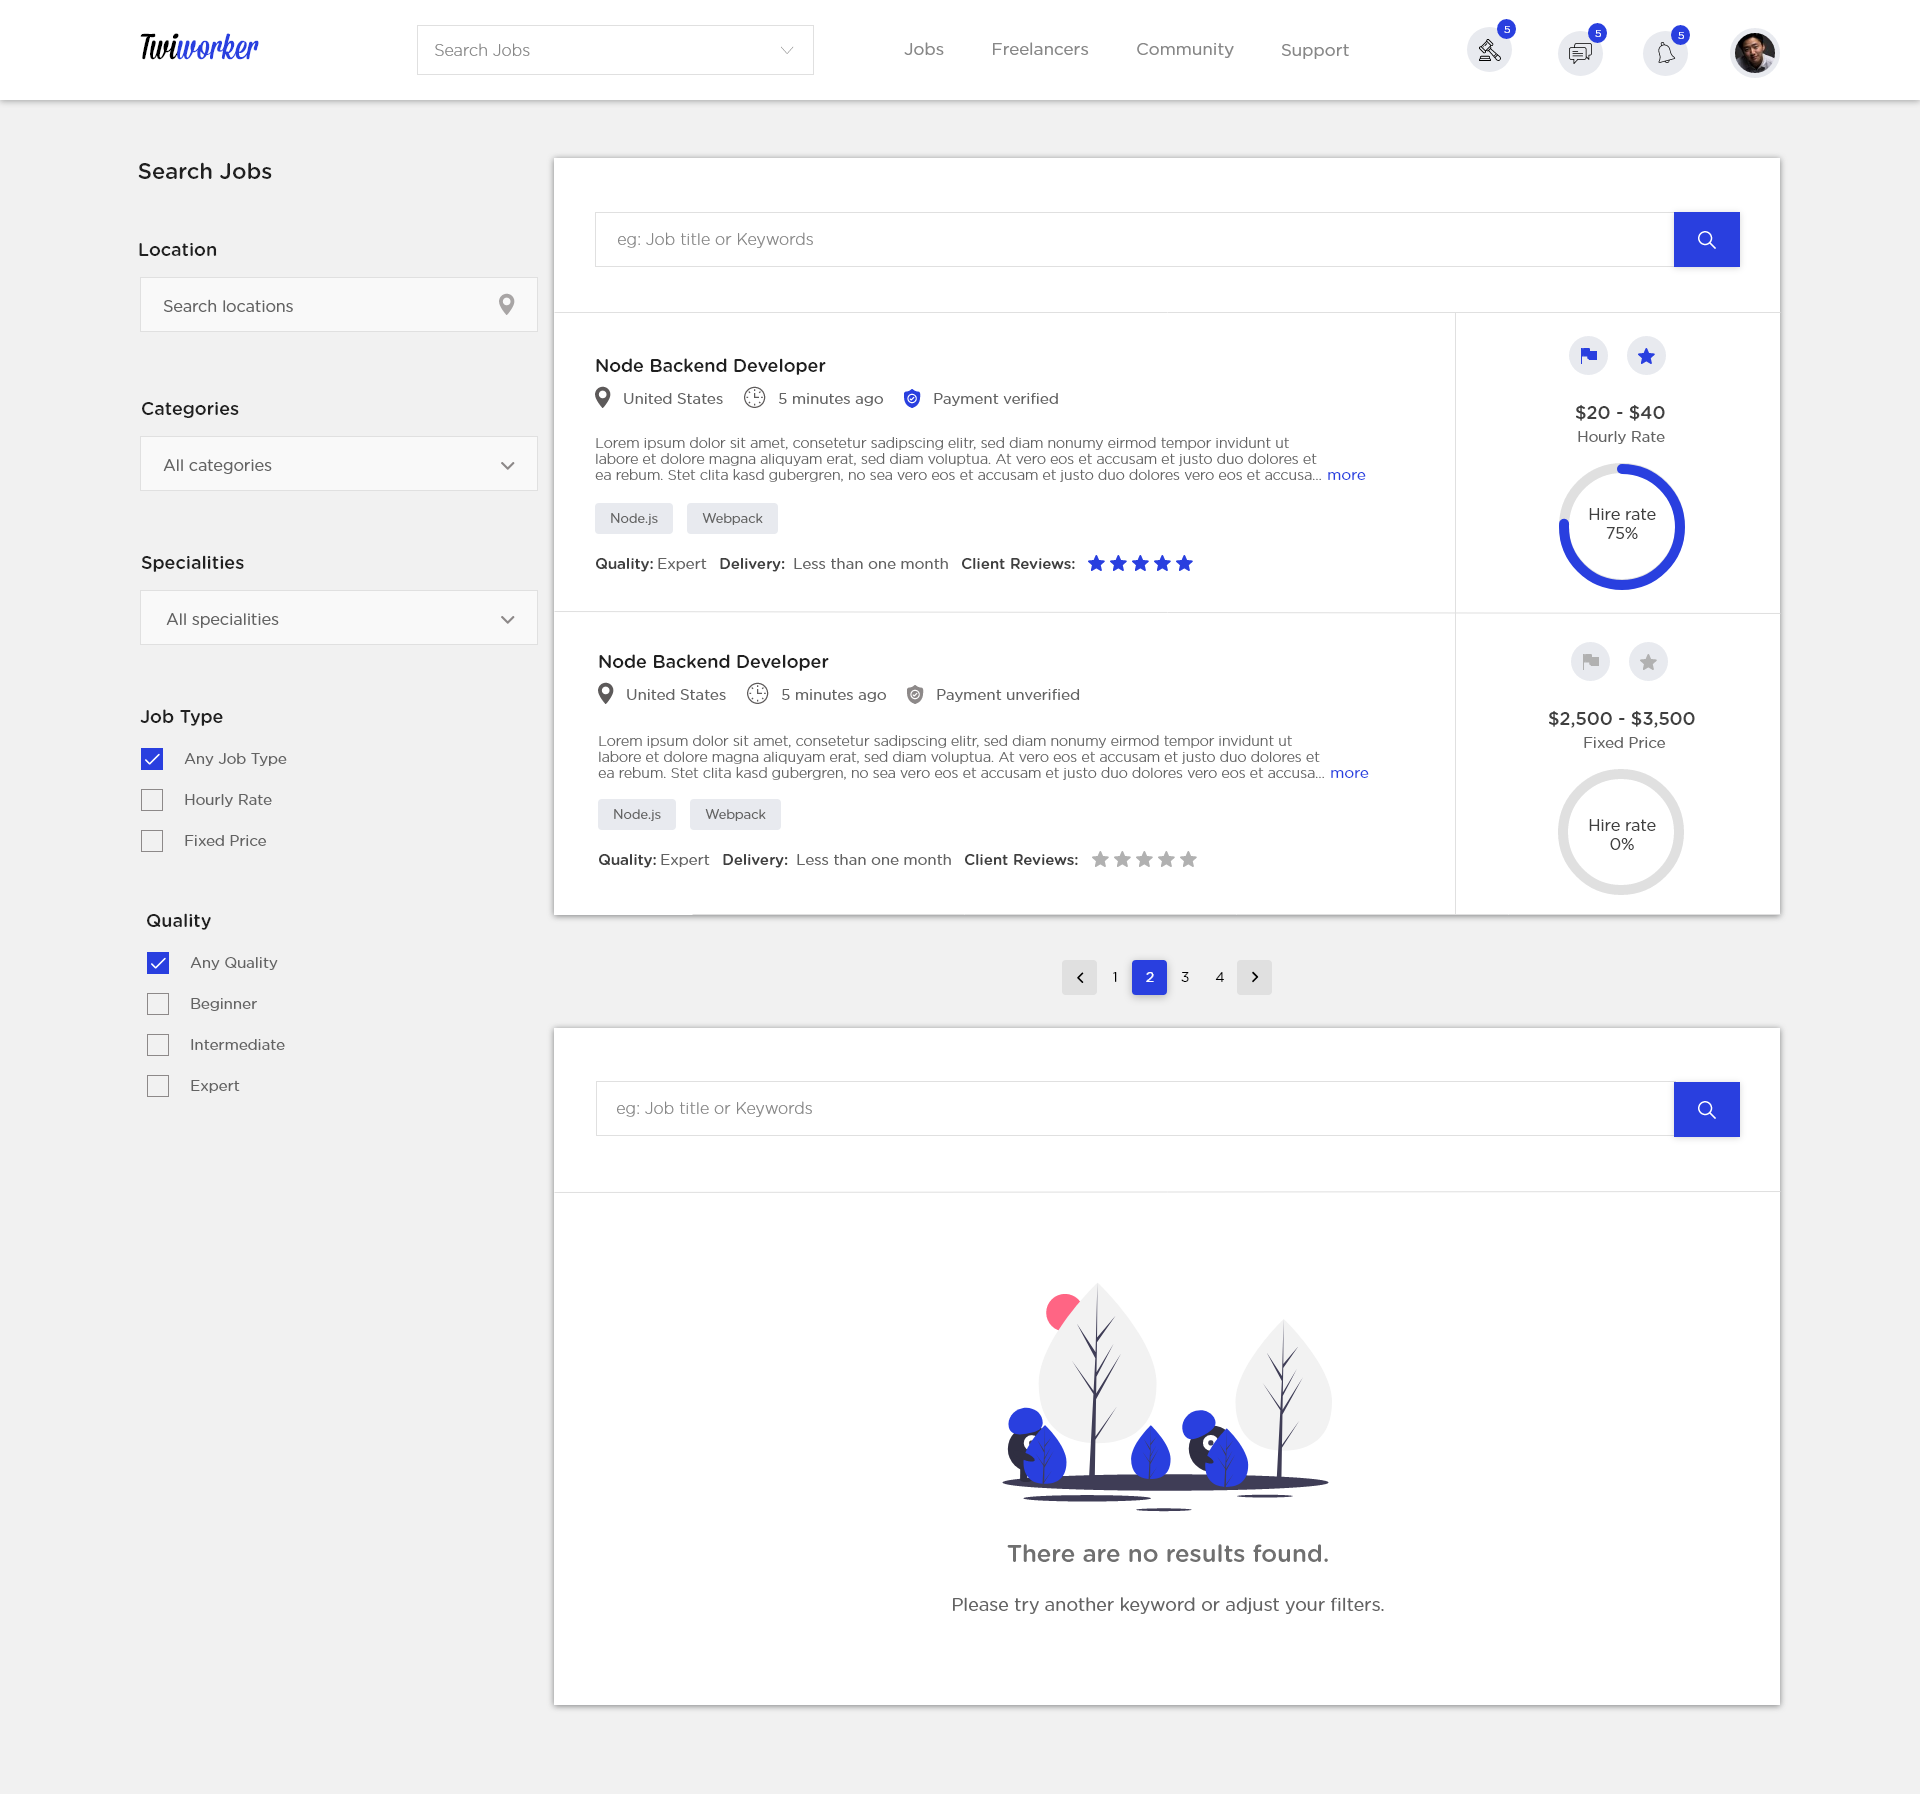 Twiworker
Search Jobs
Jobs
Freelancers
Community
Support
5
5
5
Search Jobs
Location
Search locations
Categories
All categories
Specialities
All specialities
Job Type
Any Job Type
Hourly Rate
Fixed Price
Quality
Any Quality
Beginner
Intermediate
Expert
eg: Job title or Keywords
Node Backend Developer
United States 5 minutes ago Payment verified
Lorem ipsum dolor sit amet, consetetur sadipscing elitr, sed diam nonumy eirmod tempor invidunt ut
labore et dolore magna aliquyam erat, sed diam voluptua. At vero eos et accusam et justo duo dolores et
ea rebum. Stet clita kasd gubergren, no sea vero eos et accusam et justo duo dolores vero eos et accusa... more
Node.js Webpack
Quality: Expert Delivery: Less than one month Client Reviews:
$20 - $40
Hourly Rate
Hire rate
75%
Node Backend Developer
United States 5 minutes ago Payment unverified
Lorem ipsum dolor sit amet, consetetur sadipscing elitr, sed diam nonumy eirmod tempor invidunt ut
labore et dolore magna aliquyam erat, sed diam voluptua. At vero eos et accusam et justo duo dolores et
ea rebum. Stet clita kasd gubergren, no sea vero eos et accusam et justo duo dolores vero eos et accusa... more
Node.js Webpack
Quality: Expert Delivery: Less than one month Client Reviews:
$2,500 - $3,500
Fixed Price
Hire rate
0%
1 2 3 4
eg: Job title or Keywords
There are no results found.
Please try another keyword or adjust your filters.